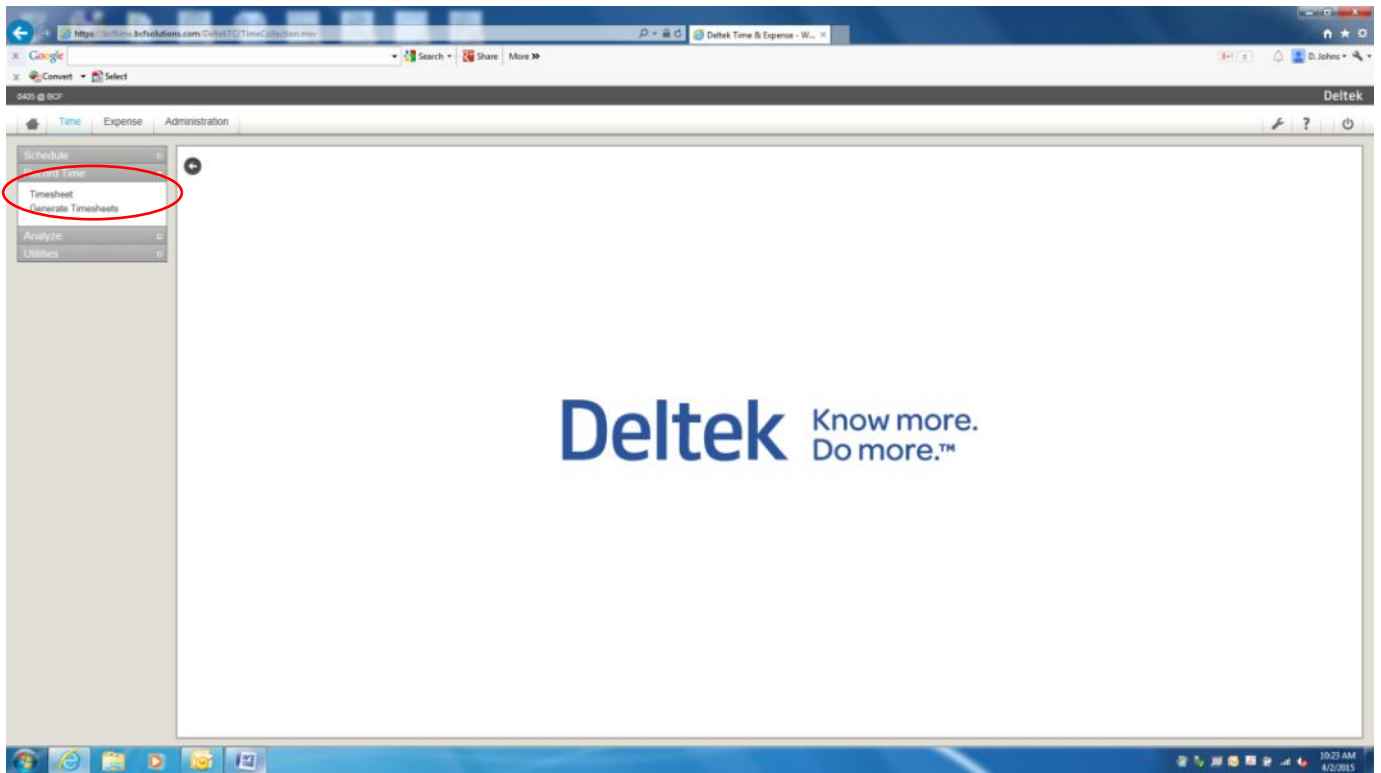 https://bcftime.bcfsolutions.com/DeltekTC/TimeCollection.msv
Deltek Time & Expense - W...
Google
Search
Share
More »
D. Johns
Convert
Select
0405 @ BCF
Deltek
Time
Expense
Administration
?
Schedule
Record Time
Timesheet
Generate Timesheets
Analyze
Utilities
Deltek
Know more.
Do more.™
10:23 AM
4/2/2015